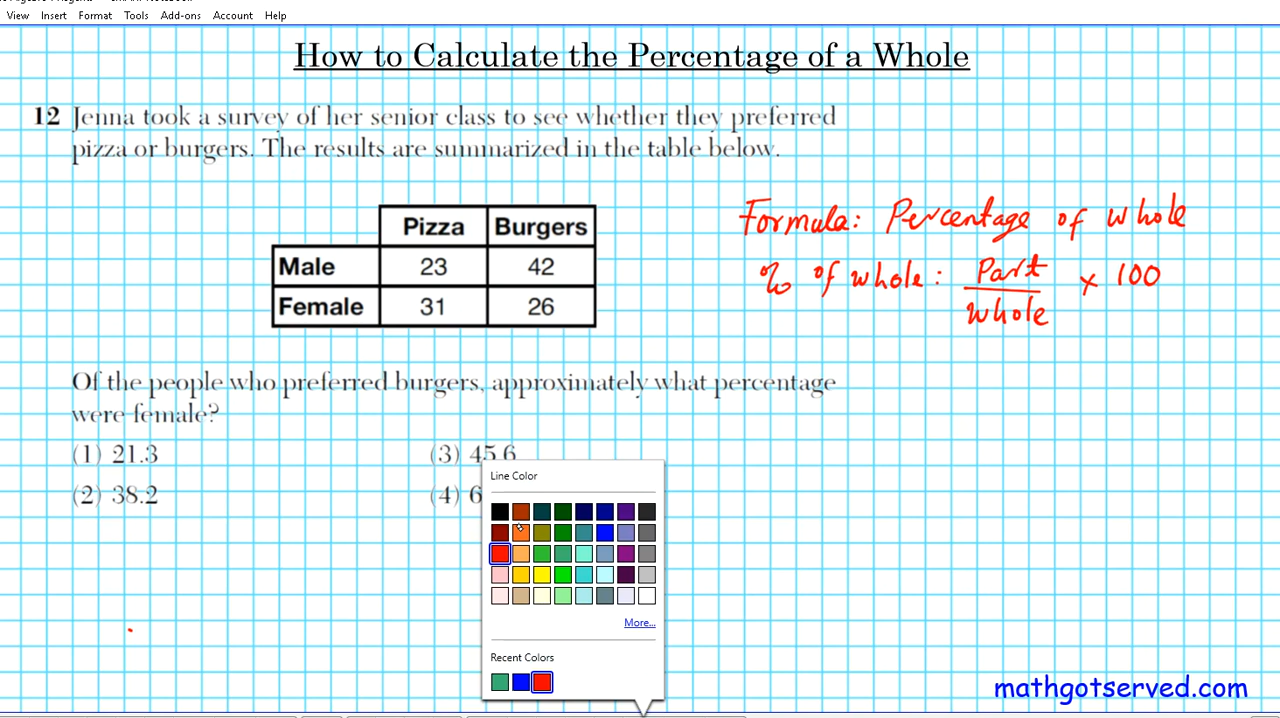 View Insert Format Tools Add-ons Account Help
How to Calculate the Percentage of a Whole
12 Jenna took a survey of her senior class to see whether they preferred
pizza or burgers. The results are summarized in the table below.
Pizza Burgers
Male 23 42
Female 31 26
Formula: Percentage of whole
% of whole: Part
whole
× 100
Of the people who preferred burgers, approximately what percentage
were female?
(1) 21.3 (3) 45.6
(2) 38.2 (4) 6
Line Color
More...
Recent Colors
mathgotserved.com